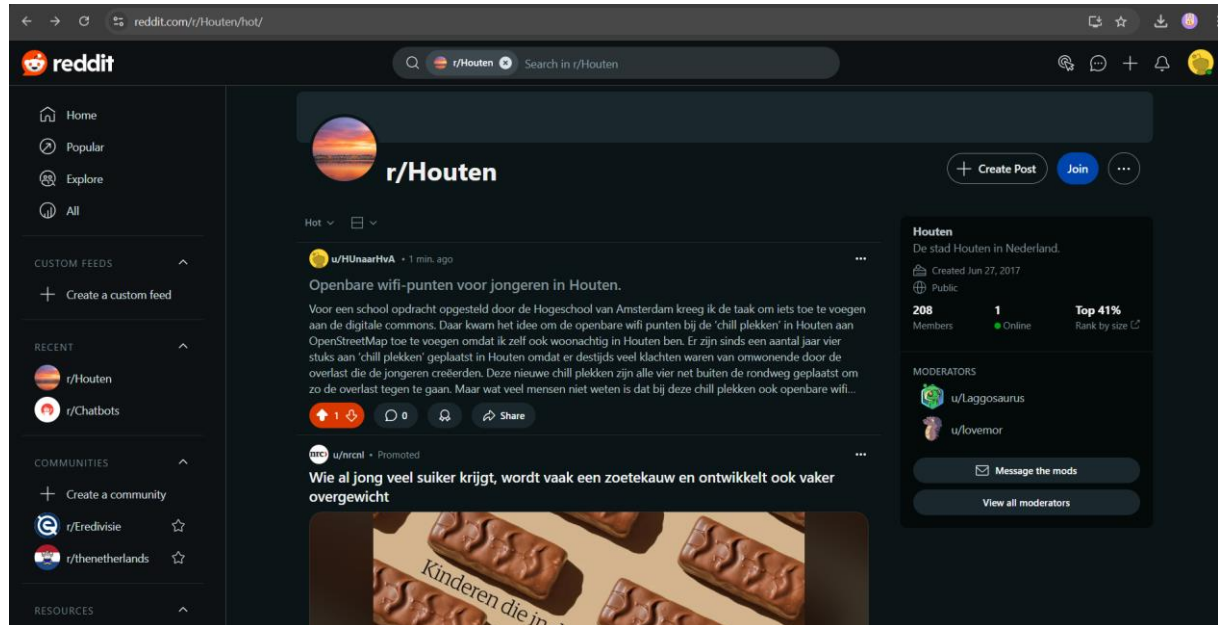 reddit.com/r/Houten/hot/
reddit
r/Houten
Search in r/Houten
Home
Popular
Explore
All
CUSTOM FEEDS
Create a custom feed
RECENT
r/Houten
r/Chatbots
COMMUNITIES
Create a community
r/Eredivisie
r/thenetherlands
RESOURCES
r/Houten
Create Post
Join
Hot
u/HUnaarHvA • 1 min. ago
Openbare wifi-punten voor jongeren in Houten.
Voor een school opdracht opgesteld door de Hogeschool van Amsterdam kreeg ik de taak om iets toe te voegen
aan de digitale commons. Daar kwam het idee om de openbare wifi punten bij de ‘chill plekken’ in Houten aan
OpenStreetMap toe te voegen omdat ik zelf ook woonachtig in Houten ben. Er zijn sinds een aantal jaar vier
stuks aan ‘chill plekken’ geplaatst in Houten omdat er destijds veel klachten waren van omwonende door de
overlast die de jongeren creëerden. Deze nieuwe chill plekken zijn alle vier net buiten de rondweg geplaatst om
zo de overlast tegen te gaan. Maar wat veel mensen niet weten is dat bij deze chill plekken ook openbare wifi...
1
0
Share
nrc>
u/nrcnl • Promoted
Wie al jong veel suiker krijgt, wordt vaak een zoetekauw en ontwikkelt ook vaker
overgewicht
Kinderen die in d
Houten
De stad Houten in Nederland.
Created Jun 27, 2017
Public
208 1 Top 41%
Members Online Rank by size
MODERATORS
u/Laggosaurus
u/lovemor
Message the mods
View all moderators